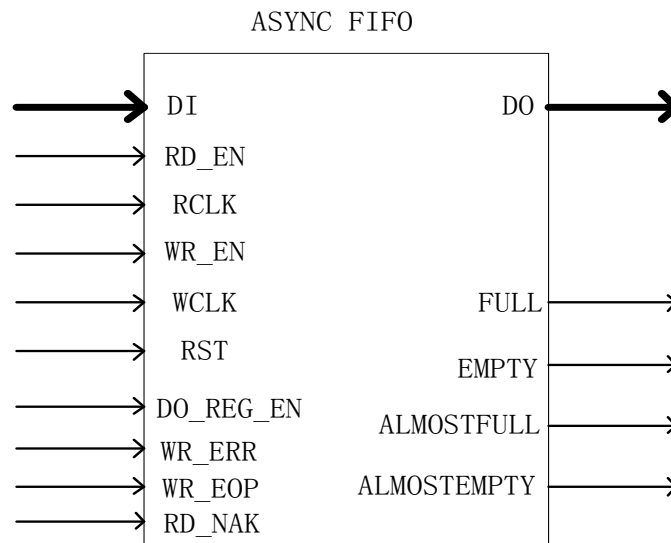 ASYNC FIFO
DI
DO
RD_EN
RCLK
WR_EN
WCLK
FULL
RST
EMPTY
DO_REG_EN
ALMOSTFULL
WR_ERR
WR_EOP
ALMOSTEMPTY
RD_NAK